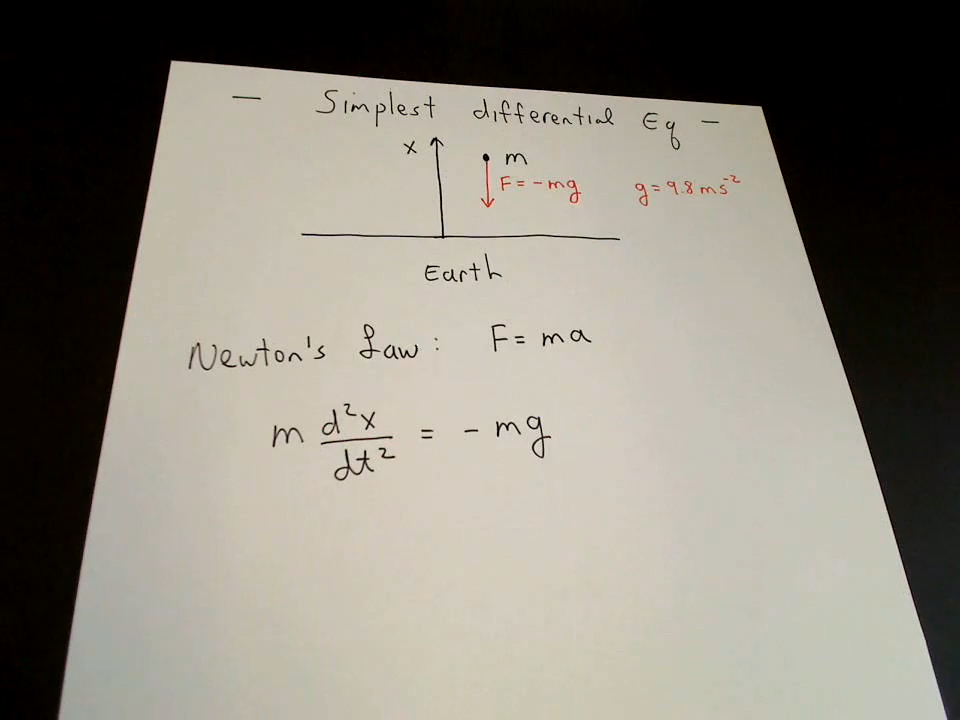 — Simplest differential Eq —
x
m
F = -mg
g = 9.8 ms⁻²
Earth
Newton's Law: F = ma
m d²x/dt² = - mg